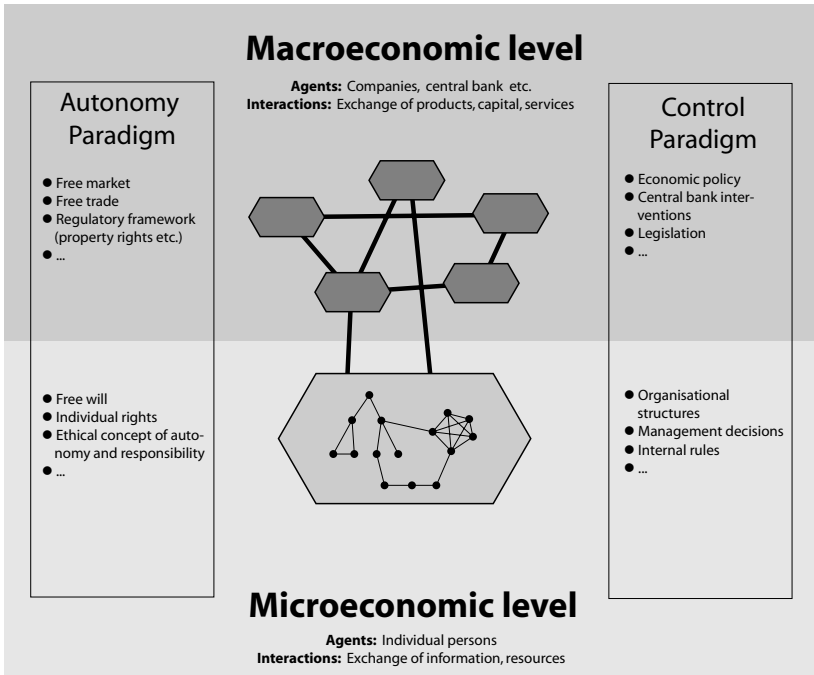 Macroeconomic level
Agents: Companies, central bank etc.
Interactions: Exchange of products, capital, services
Autonomy
Paradigm
● Free market
● Free trade
● Regulatory framework
(property rights etc.)
● ...
● Free will
● Individual rights
● Ethical concept of auto-
nomy and responsibility
● ...
Control
Paradigm
● Economic policy
● Central bank inter-
ventions
● Legislation
● ...
● Organisational
structures
● Management decisions
● Internal rules
● ...
Microeconomic level
Agents: Individual persons
Interactions: Exchange of information, resources